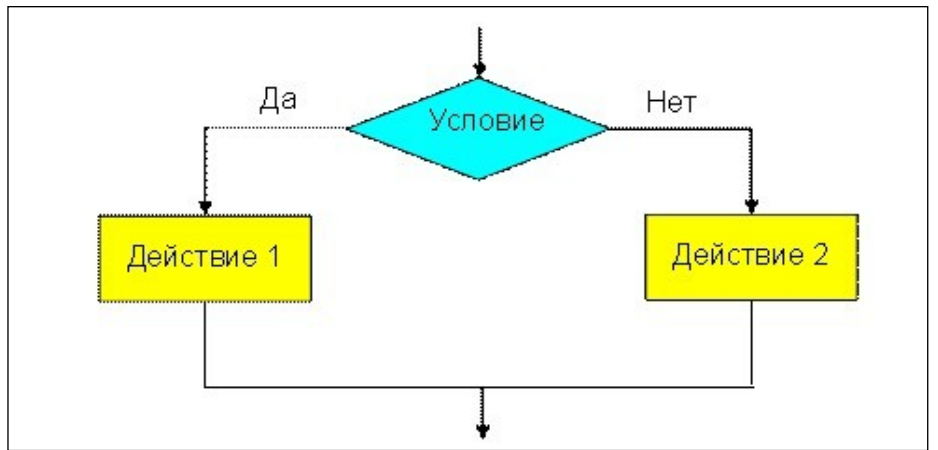 Да
Условие
Нет
Действие 1
Действие 2